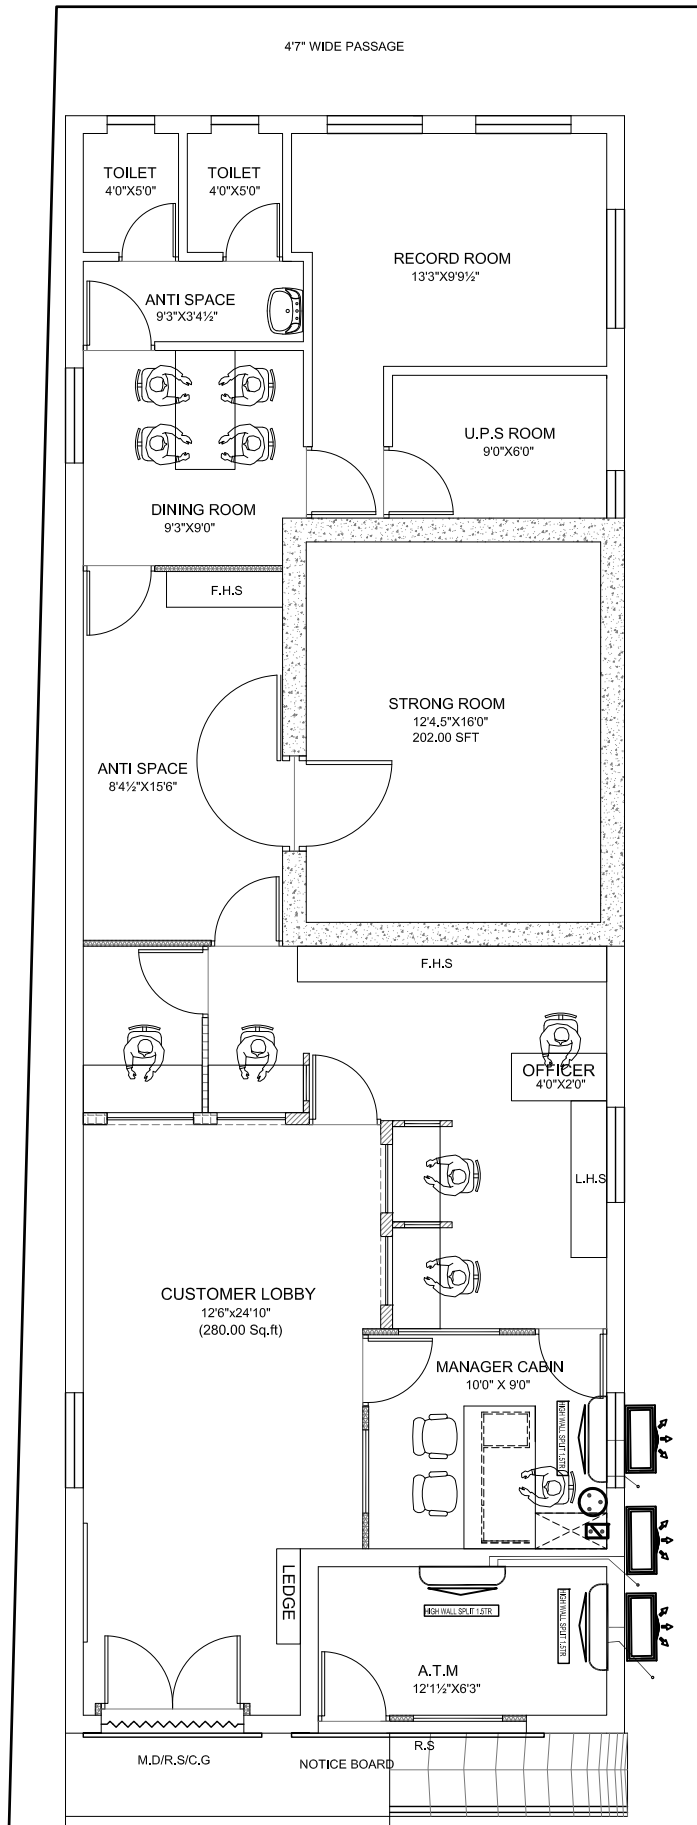 4'7" WIDE PASSAGE
TOILET
4'0"X5'0"
TOILET
4'0"X5'0"
RECORD ROOM
13'3"X9'9½"
ANTI SPACE
9'3"X3'4½"
U.P.S ROOM
9'0"X6'0"
DINING ROOM
9'3"X9'0"
F.H.S
STRONG ROOM
12'4.5"X16'0"
202.00 SFT
ANTI SPACE
8'4½"X15'6"
F.H.S
OFFICER
4'0"X2'0"
L.H.S
CUSTOMER LOBBY
12'6"x24'10"
(280.00 Sq.ft)
MANAGER CABIN
10'0" X 9'0"
HIGH WALL SPLIT 1.5TR
LEDGE
HIGH WALL SPLIT 1.5TR
HIGH WALL SPLIT 1.5TR
A.T.M
12'1½"X6'3"
R.S
M.D/R.S/C.G
NOTICE BOARD